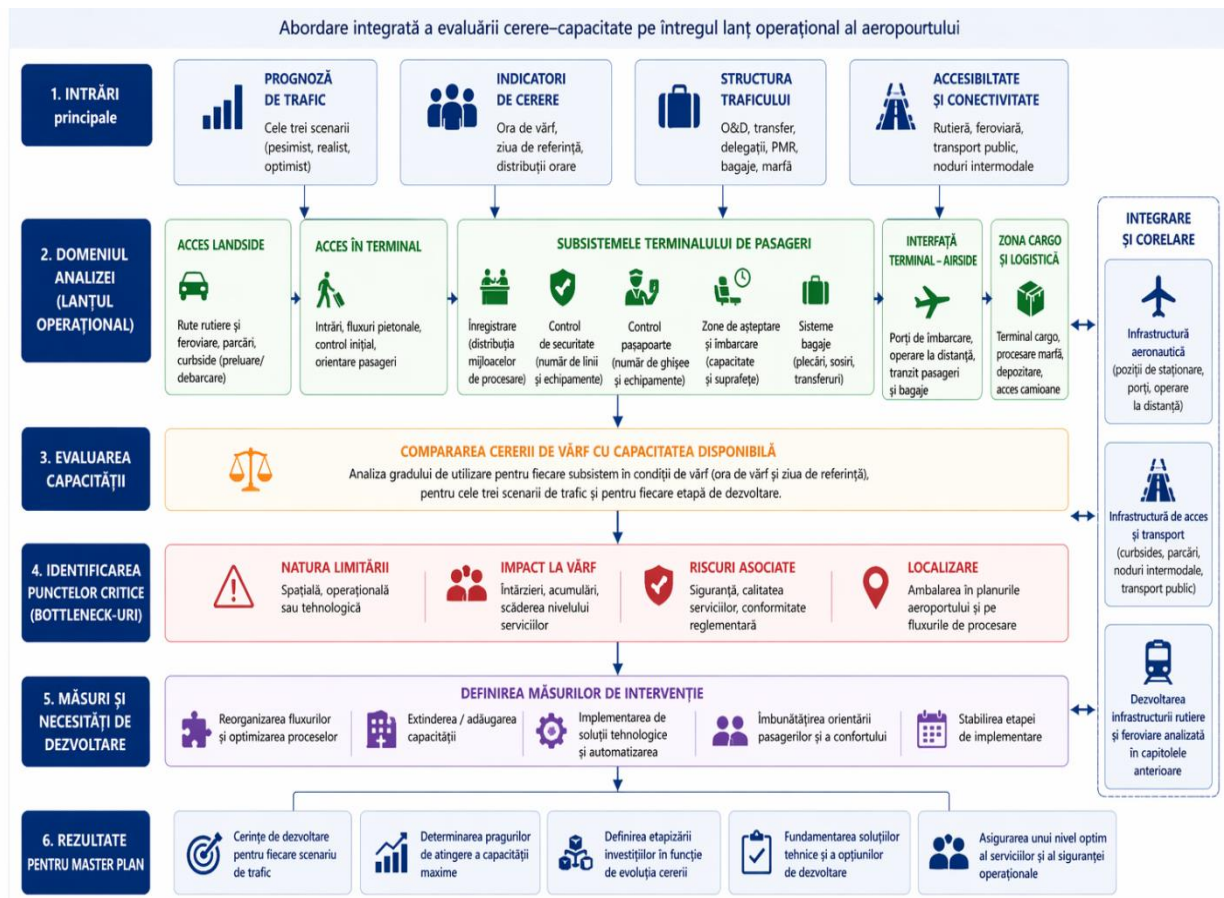 Abordare integrată a evaluării cerere–capacitate pe întregul lanț operațional al aeropourtului
1. INTRĂRI
principale
PROGNOZĂ
DE TRAFIC
Cele trei scenarii
(pesimist, realist,
optimist)
INDICATORI
DE CERERE
Ora de vârf,
ziua de referință,
distribuții orare
STRUCTURA
TRAFICULUI
O&D, transfer,
delegații, PMR,
bagaje, marfă
ACCESIBILTATE
ȘI CONECTIVITATE
Rutieră, feroviară,
transport public,
noduri intermodale
2. DOMENIUL
ANALIZEI
(LANȚUL
OPERAȚIONAL)
ACCES LANDSIDE
Rute rutiere și
feroviare, parcări,
curbside (preluare/
debarcare)
ACCES ÎN TERMINAL
Intrări, fluxuri pietonale,
control inițial,
orientare pasageri
SUBSISTEMELE TERMINALULUI DE PASAGERI
Înregistrare
(distribuția
mijloacelor
de procesare)
Control
de securitate
(număr de linii
și echipamente)
Control
pașapoarte
(număr de ghișee
și echipamente)
Zone de așteptare
și îmbarcare
(capacitate
și suprafețe)
Sisteme
bagaje
(plecări, sosiri,
transferuri)
INTERFAȚĂ
TERMINAL – AIRSIDE
Porți de îmbarcare,
operare la distanță,
tranzit pasageri
și bagaje
ZONA CARGO
ȘI LOGISTICĂ
Terminal cargo,
procesare marfă,
depozitare,
acces camioane
INTEGRARE
ȘI CORELARE
Infrastructură
aeronautică
(poziții de staționare,
porți, operare
la distanță)
Infrastructură de acces
și transport
(curbsides, parcări,
noduri intermodale,
transport public)
Dezvoltarea
infrastructurii rutiere
și feroviare analizată
în capitolele
anterioare
3. EVALUAREA
CAPACITĂȚII
COMPARAREA CERERII DE VÂRF CU CAPACITATEA DISPONIBILĂ
Analiza gradului de utilizare pentru fiecare subsistem în condiții de vârf (ora de vârf și ziua de referință),
pentru cele trei scenarii de trafic și pentru fiecare etapă de dezvoltare.
4. IDENTIFICAREA
PUNCTELOR CRITICE
(BOTTLENECK-URI)
NATURA LIMITĂRII
Spațială, operațională
sau tehnologică
IMPACT LA VÂRF
Întârzieri, acumulări,
scăderea nivelului
serviciilor
RISCURI ASOCIATE
Siguranță, calitatea
serviciilor, conformitate
reglementară
LOCALIZARE
Ambalarea în planurile
aeroportului și pe
fluxurile de procesare
5. MĂSURI ȘI
NECESITĂȚI DE
DEZVOLTARE
DEFINIREA MĂSURILOR DE INTERVENȚIE
Reorganizarea fluxurilor
și optimizarea proceselor
Extinderea / adăugarea
capacității
Implementarea de
soluții tehnologice
și automatizarea
Îmbunătățirea orientării
pasagerilor și a confortului
Stabilirea etapei
de implementare
6. REZULTATE
PENTRU MASTER PLAN
Cerințe de dezvoltare
pentru fiecare scenariu
de trafic
Determinarea pragurilor
de atingere a capacității
maxime
Definirea etapizării
investițiilor în funcție
de evoluția cererii
Fundamentarea soluțiilor
tehnice și a opțiunilor
de dezvoltare
Asigurarea unui nivel optim
al serviciilor și al siguranței
operaționale